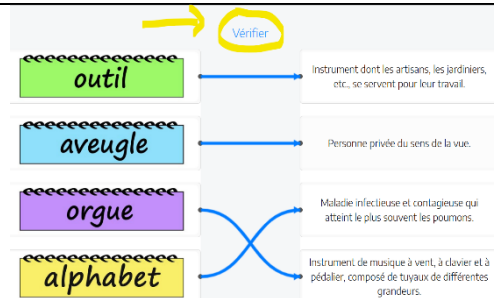 Vérifier
outil
Instrument dont les artisans, les jardiniers,
etc., se servent pour leur travail.
aveugle
Personne privée du sens de la vue.
orgue
Maladie infectieuse et contagieuse qui
atteint le plus souvent les poumons.
alphabet
Instrument de musique à vent, à clavier et à
pédalier, composé de tuyaux de différentes
grandeurs.